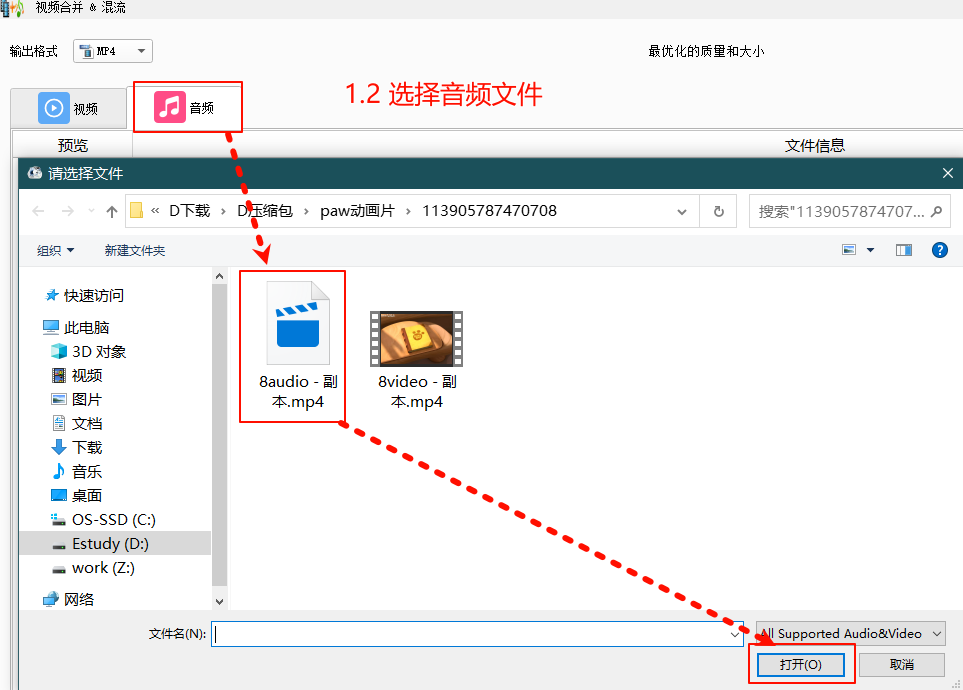 视频合并 & 混流
输出格式 MP4 最优化的质量和大小
视频 音频 1.2 选择音频文件
预览 文件信息
请选择文件
« D下载 › D压缩包 › paw动画片 › 113905787470708 搜索"1139057874707...
组织 新建文件夹
快速访问
此电脑
3D 对象
视频
图片
文档
下载
音乐
桌面
OS-SSD (C:)
Estudy (D:)
work (Z:)
网络
8audio - 副
本.mp4
8video - 副
本.mp4
文件名(N): All Supported Audio&Video
打开(O) 取消